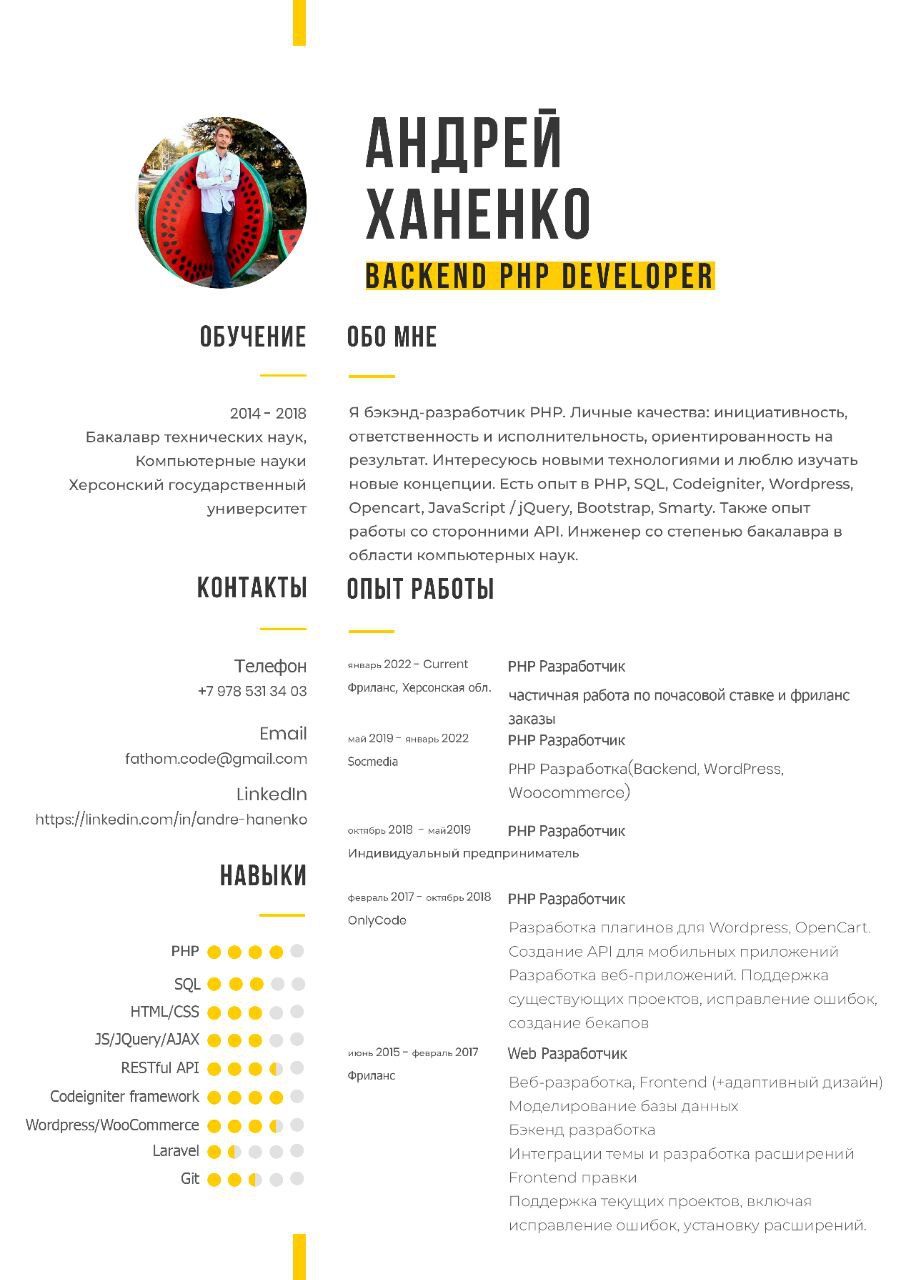 АНДРЕЙ
ХАНЕНКО
BACKEND PHP DEVELOPER
ОБУЧЕНИЕ
2014 - 2018
Бакалавр технических наук,
Компьютерные науки
Херсонский государственный
университет
КОНТАКТЫ
Телефон
+7 978 531 34 03
Email
fathom.code@gmail.com
LinkedIn
https://linkedin.com/in/andre-hanenko
НАВЫКИ
PHP
SQL
HTML/CSS
JS/JQuery/AJAX
RESTful API
Codeigniter framework
Wordpress/WooCommerce
Laravel
Git
ОБО МНЕ
Я бэкэнд-разработчик PHP. Личные качества: инициативность,
ответственность и исполнительность, ориентированность на
результат. Интересуюсь новыми технологиями и люблю изучать
новые концепции. Есть опыт в PHP, SQL, Codeigniter, Wordpress,
Opencart, JavaScript / jQuery, Bootstrap, Smarty. Также опыт
работы со сторонними API. Инженер со степенью бакалавра в
области компьютерных наук.
ОПЫТ РАБОТЫ
январь 2022 - Current
Фриланс, Херсонская обл.
PHP Разработчик
частичная работа по почасовой ставке и фриланс
заказы
май 2019 - январь 2022
Socmedia
PHP Разработчик
PHP Разработка(Backend, WordPress,
Woocommerce)
октябрь 2018 - май2019
Индивидуальный предприниматель
PHP Разработчик
февраль 2017 - октябрь 2018
OnlyCode
PHP Разработчик
Разработка плагинов для Wordpress, OpenCart.
Создание API для мобильных приложений
Разработка веб-приложений. Поддержка
существующих проектов, исправление ошибок,
создание бекапов
июнь 2015 - февраль 2017
Фриланс
Web Разработчик
Веб-разработка, Frontend (+адаптивный дизайн)
Моделирование базы данных
Бэкенд разработка
Интеграции темы и разработка расширений
Frontend правки
Поддержка текущих проектов, включая
исправление ошибок, установку расширений.